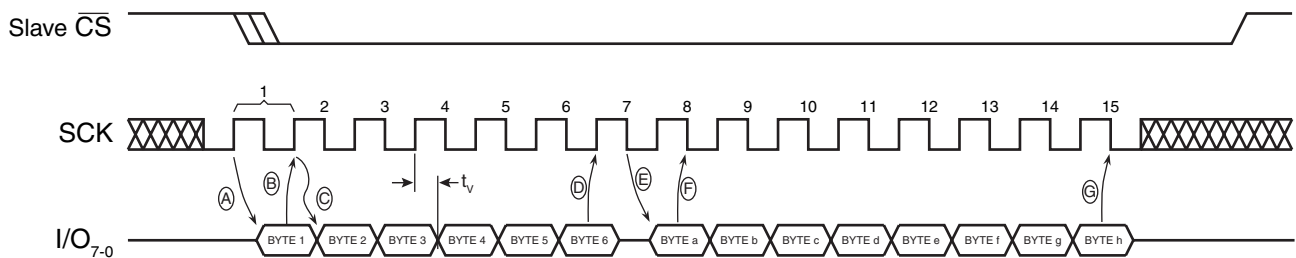 Slave CS
1
2 3 4 5 6 7 8 9 10 11 12 13 14 15
SCK
A B C tV D E F G
I/O7-0
BYTE 1 BYTE 2 BYTE 3 BYTE 4 BYTE 5 BYTE 6 BYTE a BYTE b BYTE c BYTE d BYTE e BYTE f BYTE g BYTE h